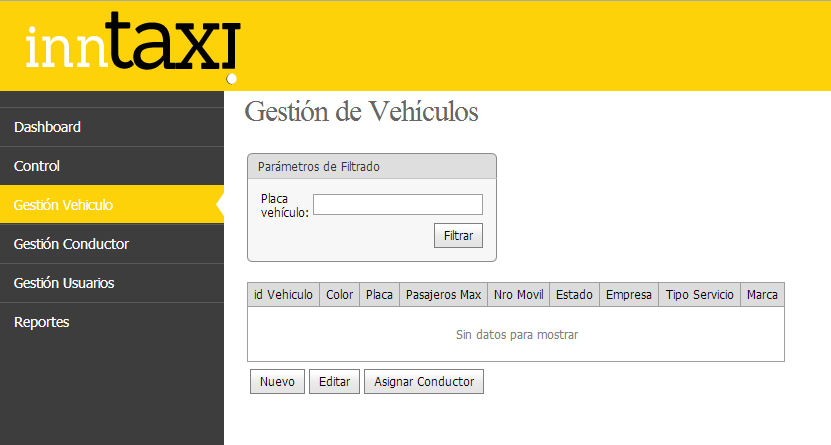 inntaxi
Gestión de Vehículos
Dashboard
Control
Gestión Vehiculo
Gestión Conductor
Gestión Usuarios
Reportes
Parámetros de Filtrado
Placa
vehículo:
Filtrar
id Vehiculo Color Placa Pasajeros Max Nro Movil Estado Empresa Tipo Servicio Marca
Sin datos para mostrar
Nuevo Editar Asignar Conductor